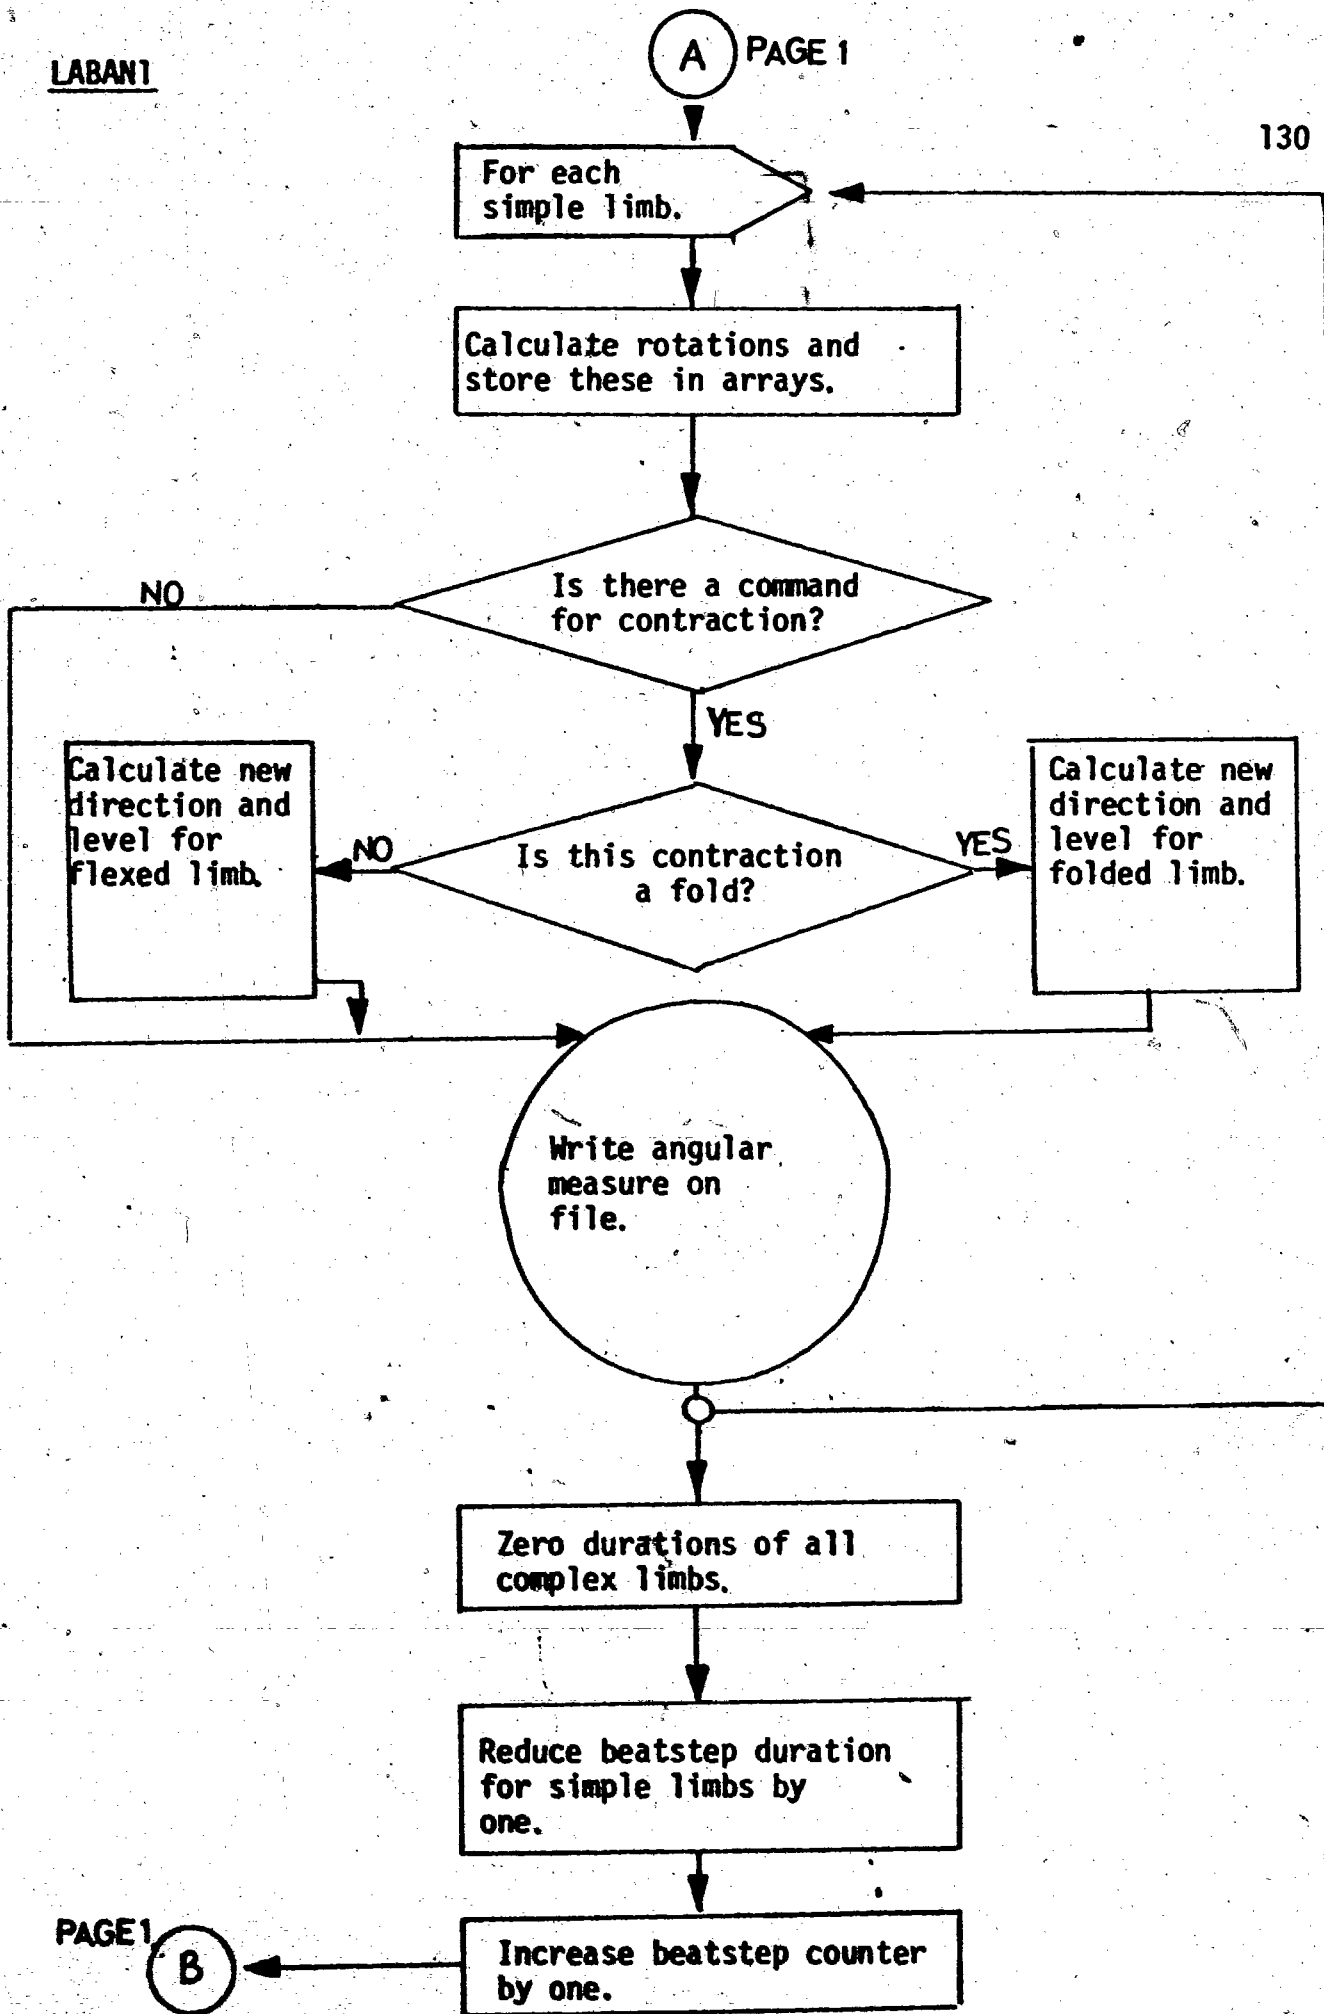 LABAN1
A PAGE 1
130
For each
simple limb.
Calculate rotations and
store these in arrays.
Is there a command
for contraction?
NO
YES
Calculate new
direction and
level for
flexed limb.
NO
Is this contraction
a fold?
YES
Calculate new
direction and
level for
folded limb.
Write angular
measure on
file.
Zero durations of all
complex limbs.
Reduce beatstep duration
for simple limbs by
one.
Increase beatstep counter
by one.
PAGE 1
B